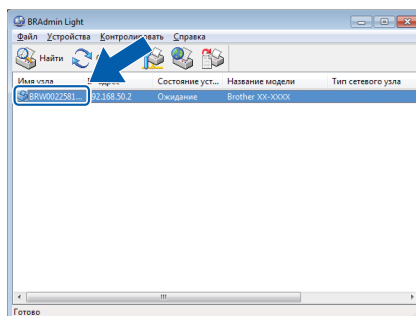 BRAdmin Light
Файл Устройства Контролировать Справка
Найти
Имя узла Состояние уст... Название модели Тип сетевого узла
BRW0022581... 92.168.50.2 Ожидание Brother XX-XXXX
Готово